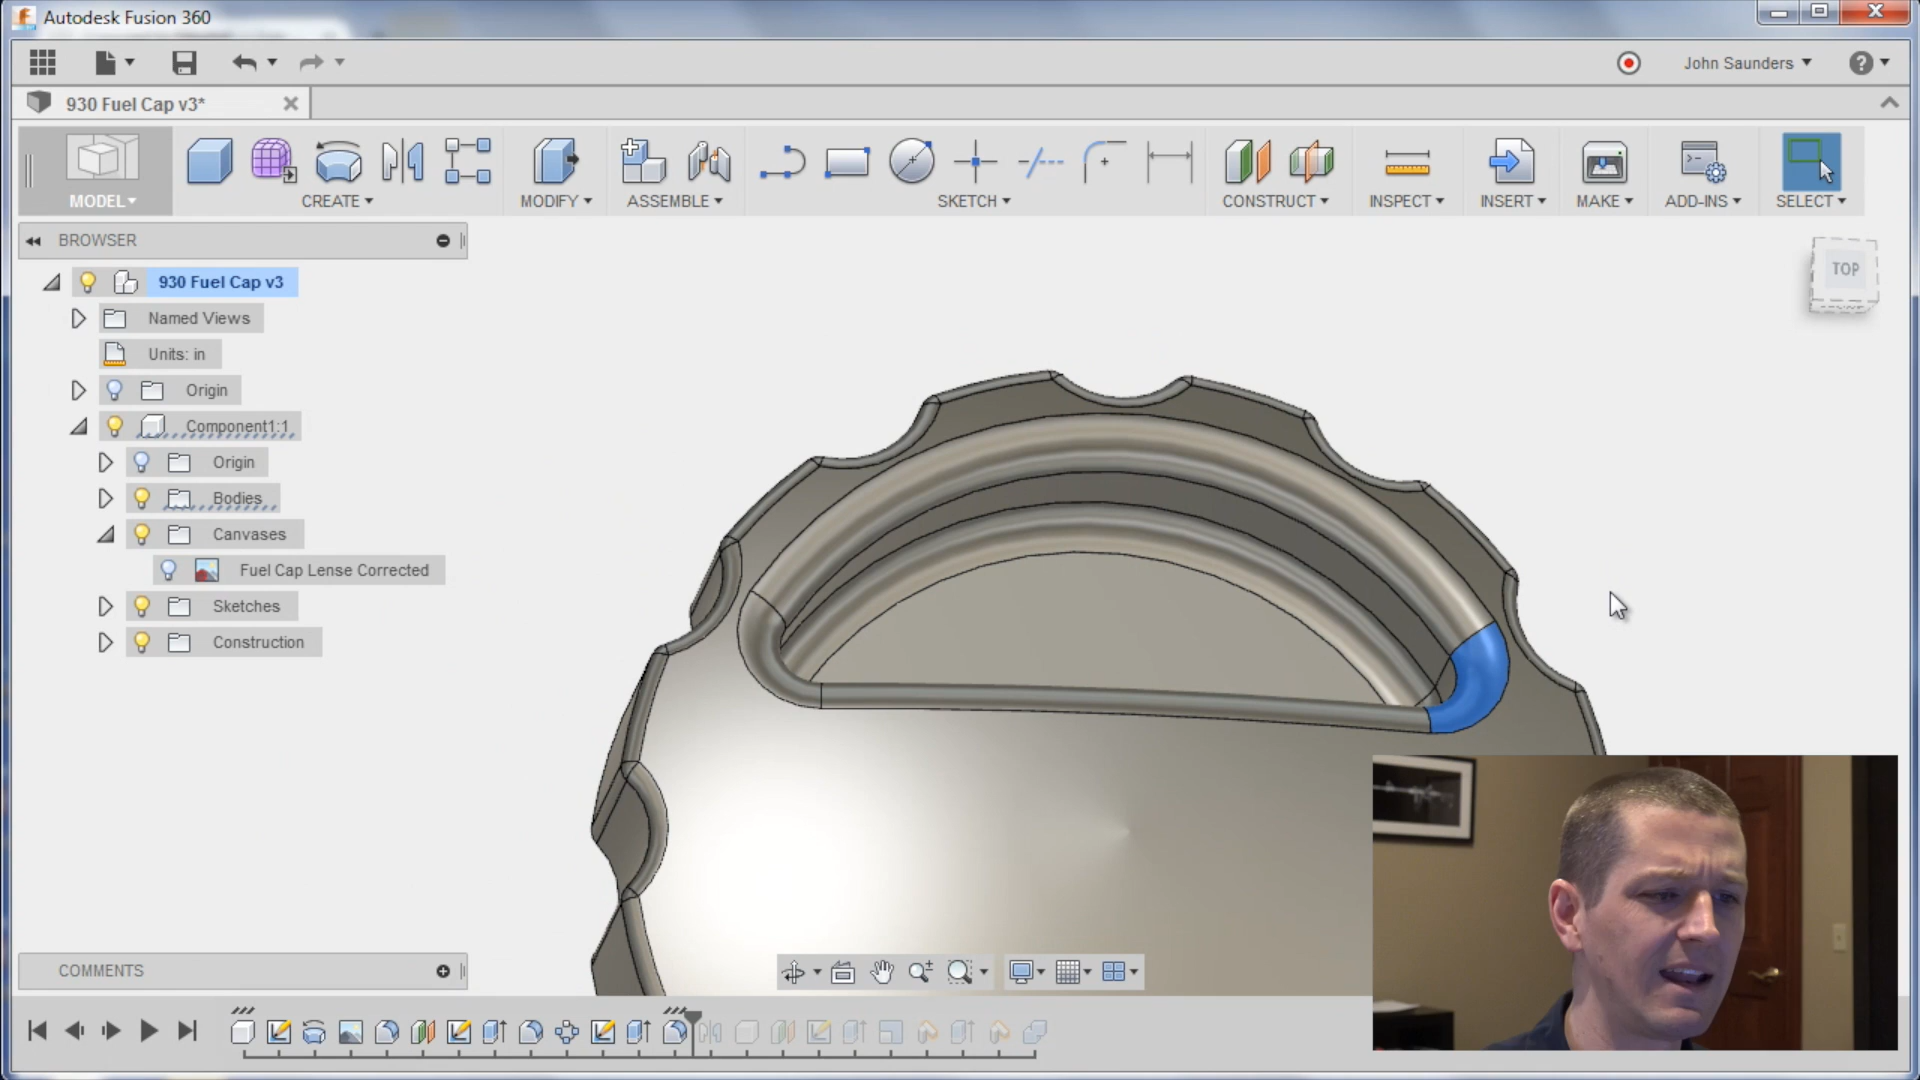 Autodesk Fusion 360
John Saunders
930 Fuel Cap v3*
MODEL
CREATE
MODIFY
ASSEMBLE
SKETCH
CONSTRUCT
INSPECT
INSERT
MAKE
ADD-INS
SELECT
BROWSER
TOP
930 Fuel Cap v3
Named Views
Units: in
Origin
Component1:1
Origin
Bodies
Canvases
Fuel Cap Lense Corrected
Sketches
Construction
COMMENTS